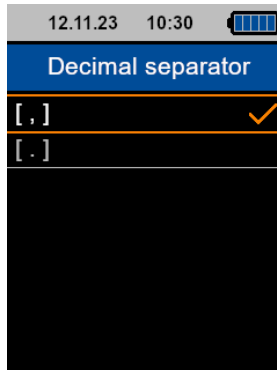 12.11.23 10:30
Decimal separator
[ , ]
[ . ]